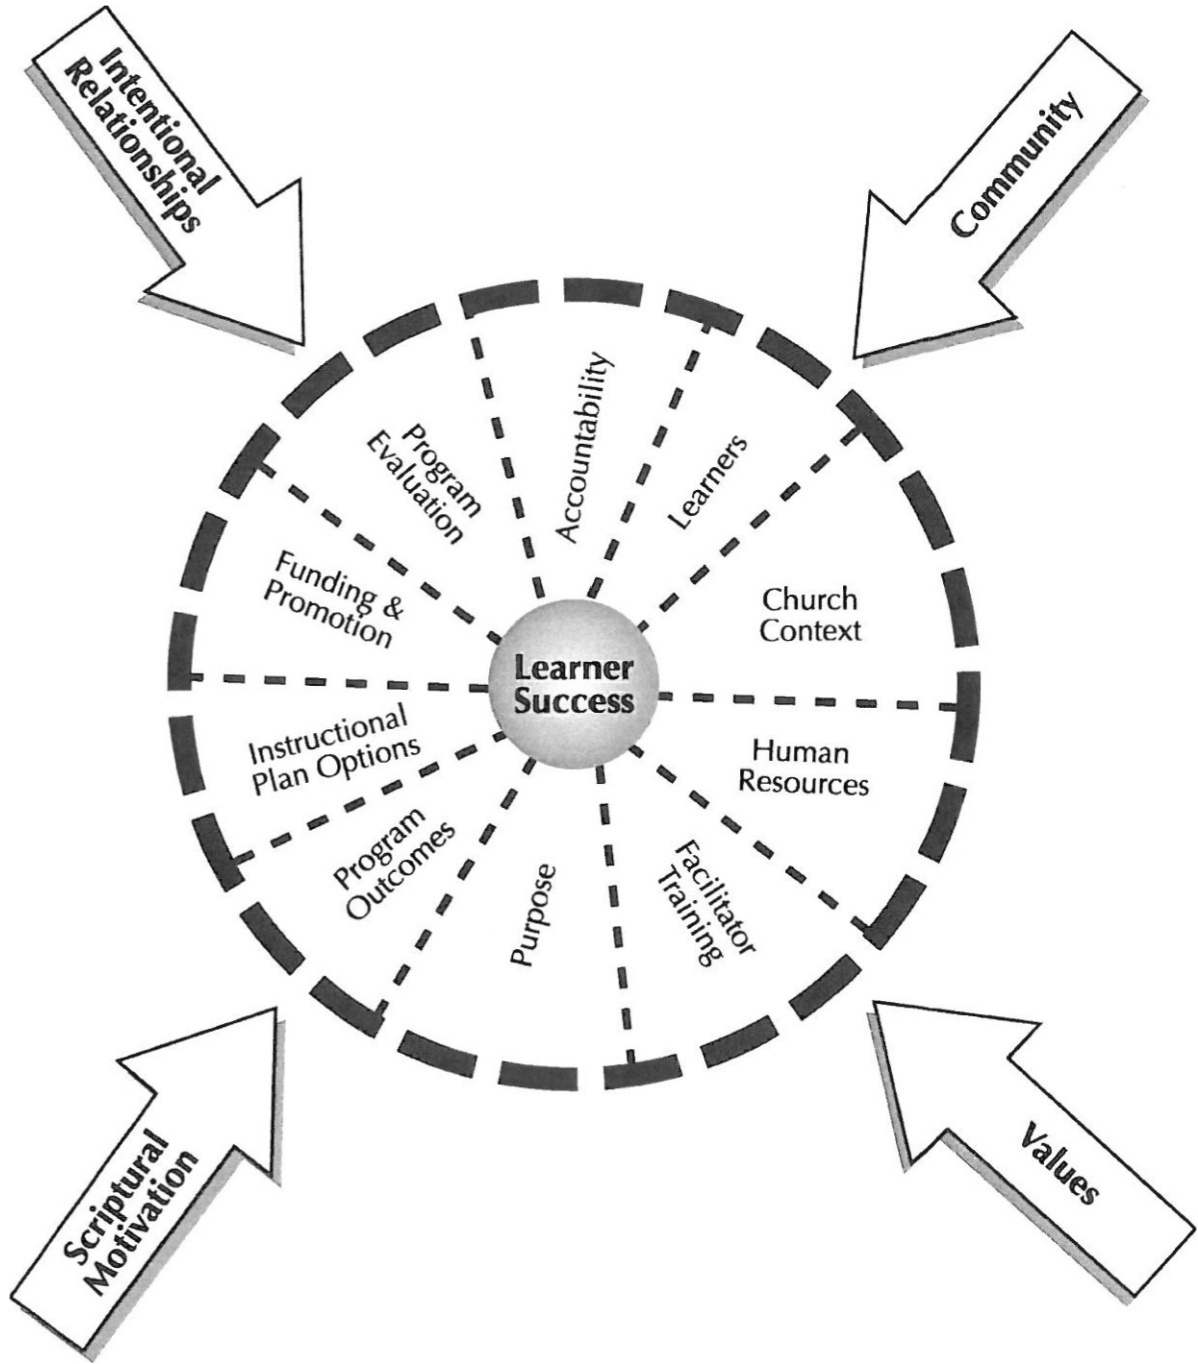 Intentional
Relationships
Community
Accountability
Learners
Program
Evaluation
Church
Context
Funding &
Promotion
Learner
Success
Human
Resources
Instructional
Plan Options
Facilitator
Training
Program
Outcomes
Purpose
Scriptural
Motivation
Values